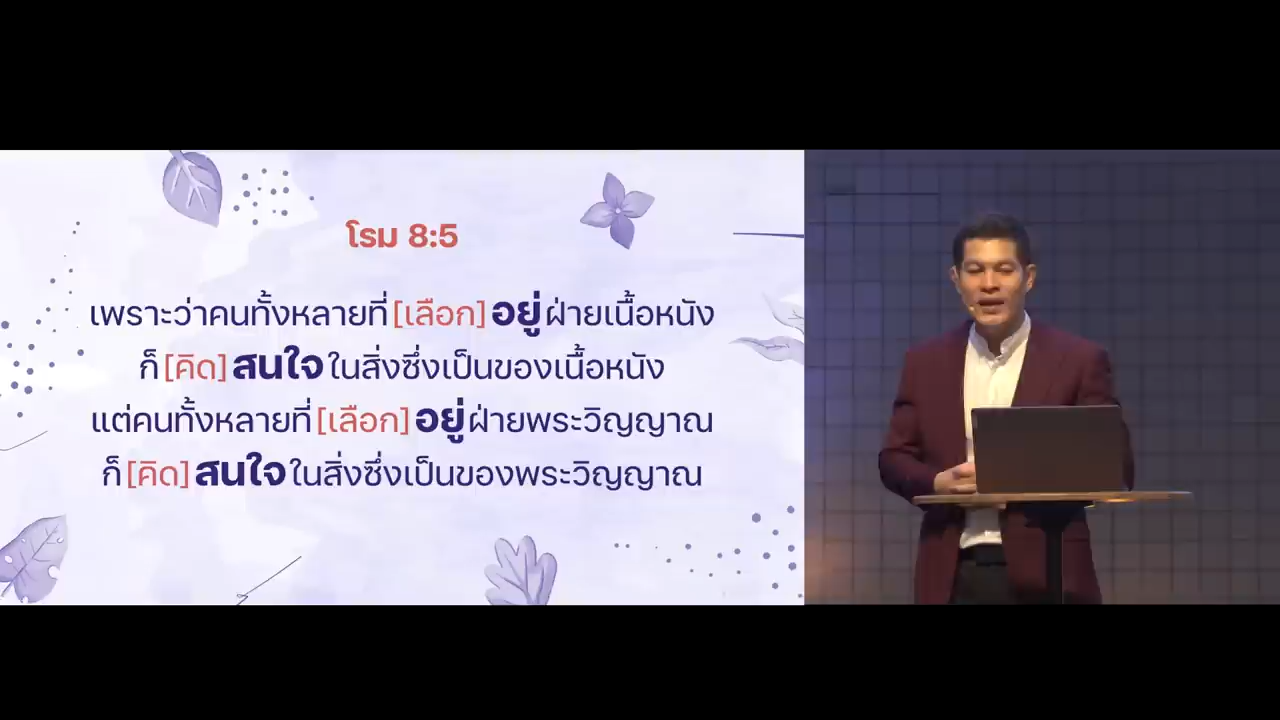 โรม 8:5
เพราะว่าคนทั้งหลายที่ [เลือก] อยู่ ฝ่ายเนื้อหนัง
ก็ [คิด] สนใจ ในสิ่งซึ่งเป็นของเนื้อหนัง
แต่คนทั้งหลายที่ [เลือก] อยู่ ฝ่ายพระวิญญาณ
ก็ [คิด] สนใจ ในสิ่งซึ่งเป็นของพระวิญญาณ